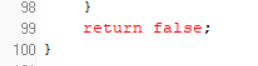 98 }
99 return false;
100 }